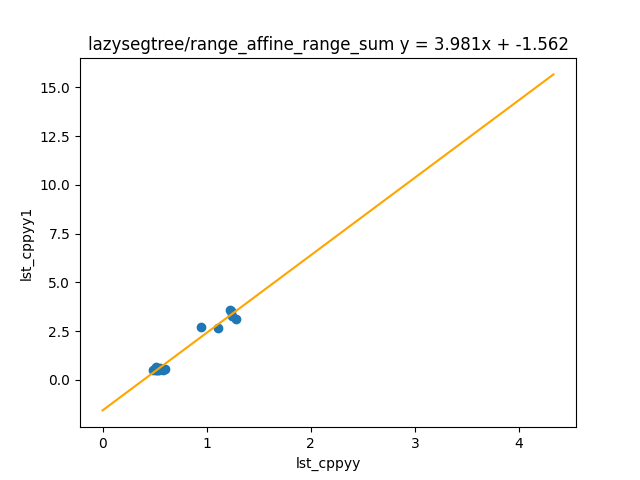 lazysegtree/range_affine_range_sum y = 3.981x + -1.562
15.0
12.5
10.0
7.5
5.0
2.5
0.0
lst_cppyy1
0 1 2 3 4
lst_cppyy